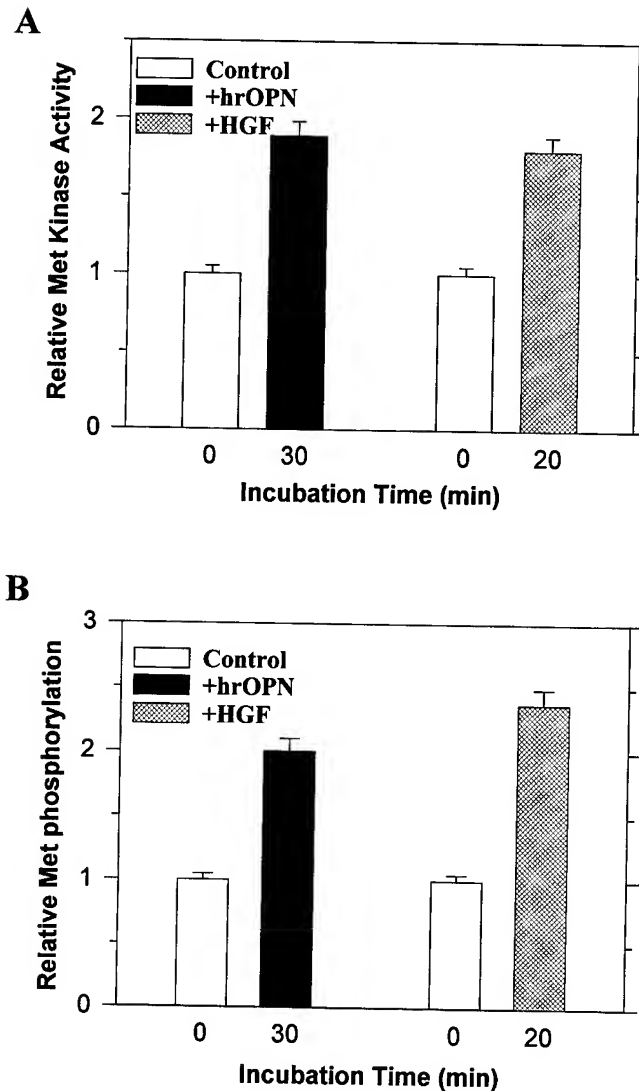 A
Control
+hrOPN
+HGF
2
1
0
Relative Met Kinase Activity
0 30 0 20
Incubation Time (min)
B
3
Control
+hrOPN
+HGF
2
1
0
Relative Met phosphorylation
0 30 0 20
Incubation Time (min)